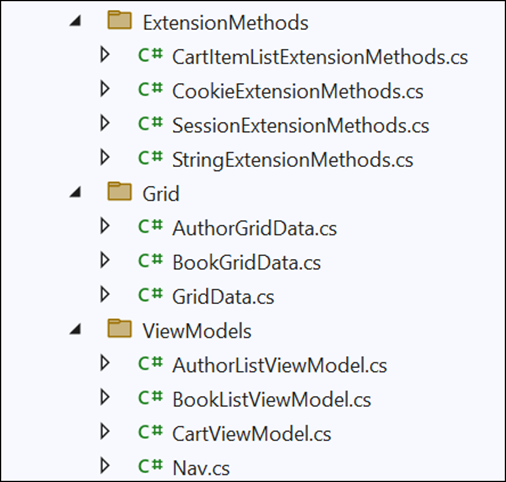 ExtensionMethods
C# CartItemListExtensionMethods.cs
C# CookieExtensionMethods.cs
C# SessionExtensionMethods.cs
C# StringExtensionMethods.cs
Grid
C# AuthorGridData.cs
C# BookGridData.cs
C# GridData.cs
ViewModels
C# AuthorListViewModel.cs
C# BookListViewModel.cs
C# CartViewModel.cs
C# Nav.cs